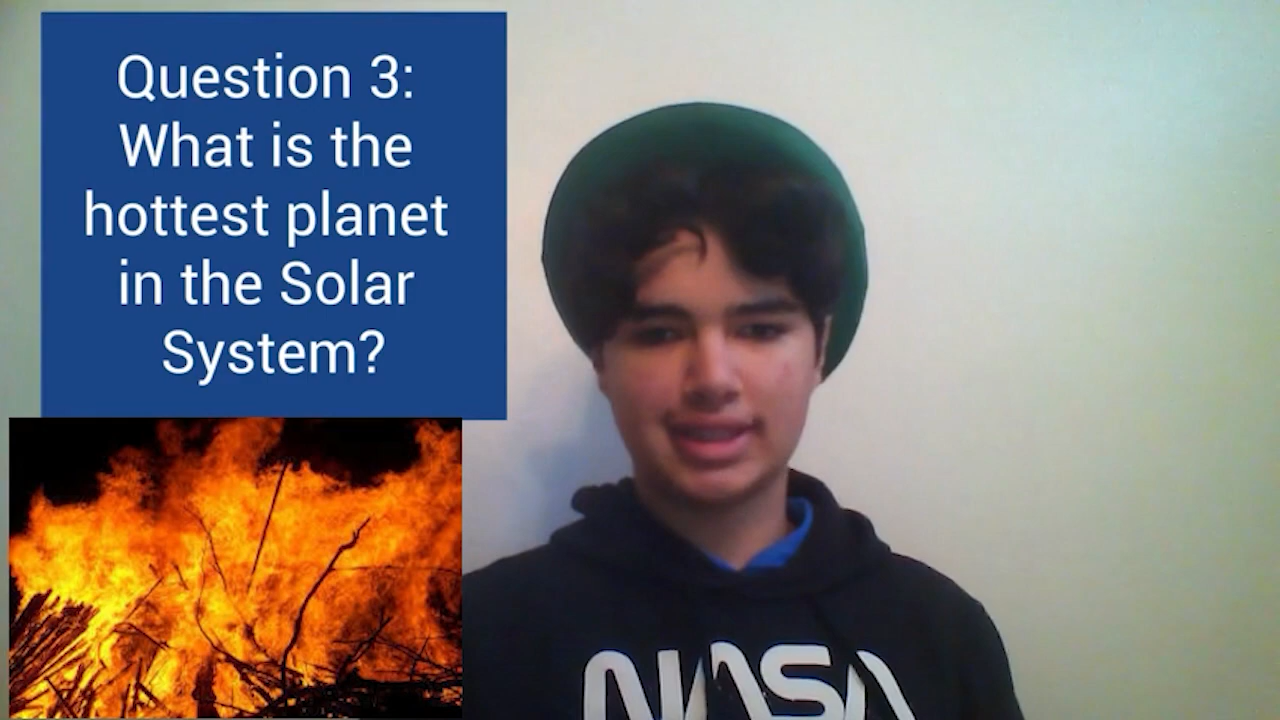 Question 3:
What is the
hottest planet
in the Solar
System?
NASA